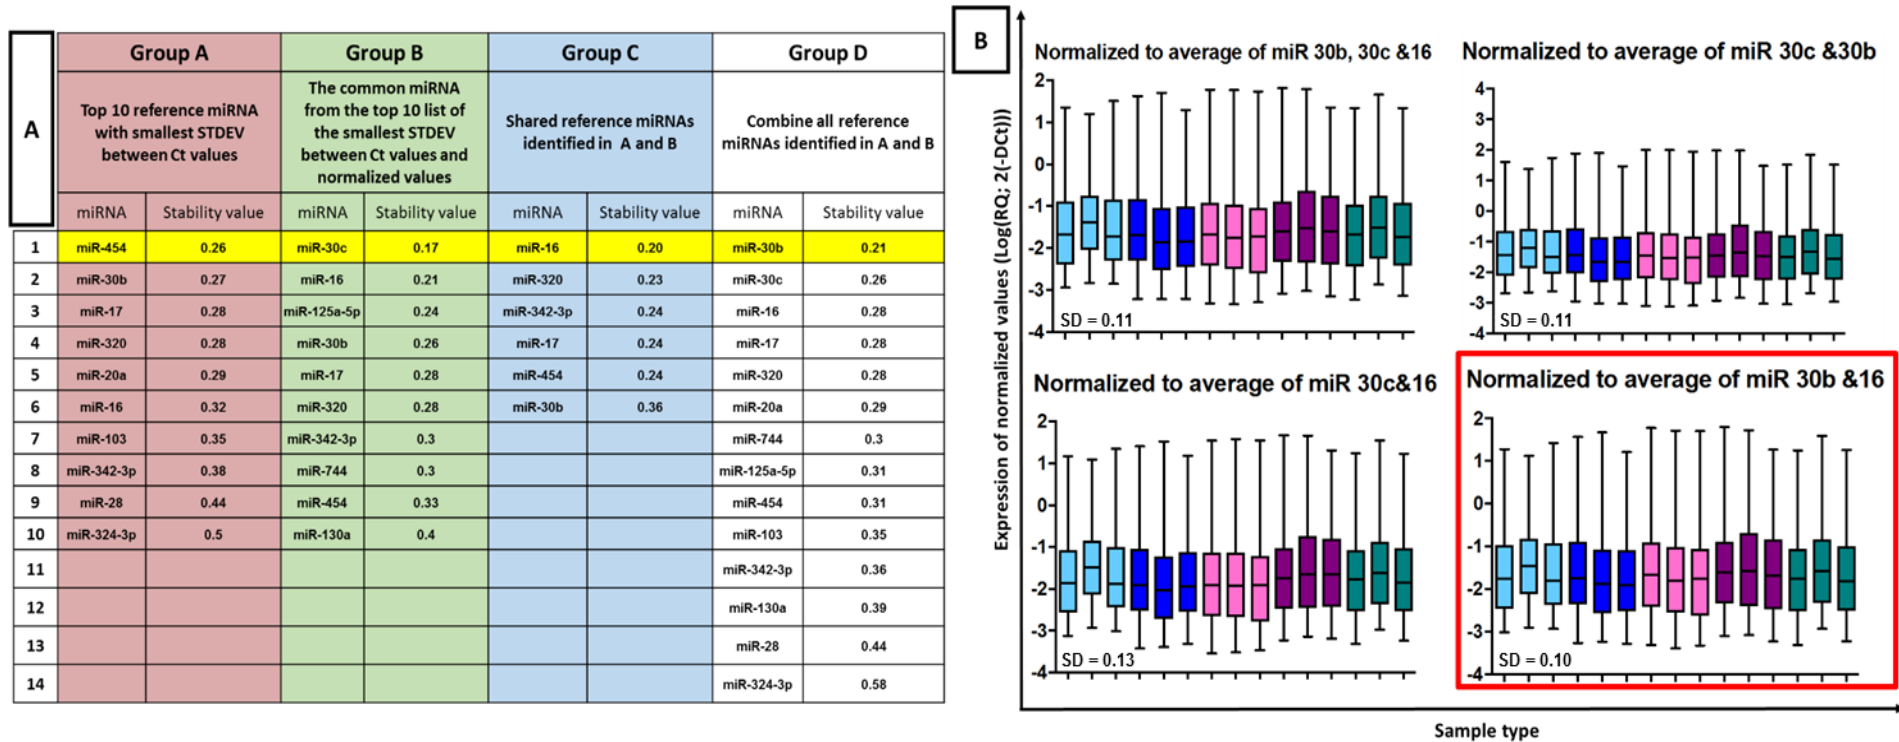 A
Group A
Group B
Group C
Group D
Top 10 reference miRNA
with smallest STDEV
between Ct values
The common miRNA
from the top 10 list of
the smallest STDEV
between Ct values and
normalized values
Shared reference miRNAs
identified in A and B
Combine all reference
miRNAs identified in A and B
miRNA Stability value miRNA Stability value miRNA Stability value miRNA Stability value
1 miR-454 0.26 miR-30c 0.17 miR-16 0.20 miR-30b 0.21
2 miR-30b 0.27 miR-16 0.21 miR-320 0.23 miR-30c 0.26
3 miR-17 0.28 miR-125a-5p 0.24 miR-342-3p 0.24 miR-16 0.28
4 miR-320 0.28 miR-30b 0.26 miR-17 0.24 miR-17 0.28
5 miR-20a 0.29 miR-17 0.28 miR-454 0.24 miR-320 0.28
6 miR-16 0.32 miR-320 0.28 miR-30b 0.36 miR-20a 0.29
7 miR-103 0.35 miR-342-3p 0.3 miR-744 0.3
8 miR-342-3p 0.38 miR-744 0.3 miR-125a-5p 0.31
9 miR-28 0.44 miR-454 0.33 miR-454 0.31
10 miR-324-3p 0.5 miR-130a 0.4 miR-103 0.35
11 miR-342-3p 0.36
12 miR-130a 0.39
13 miR-28 0.44
14 miR-324-3p 0.58
B
Expression of normalized values (Log(RQ; 2(-DCt)))
Normalized to average of miR 30b, 30c &16
2
1
0
-1
-2
-3
-4
SD = 0.11
Normalized to average of miR 30c &30b
4
3
2
1
0
-1
-2
-3
-4
SD = 0.11
Normalized to average of miR 30c&16
2
1
0
-1
-2
-3
-4
SD = 0.13
Normalized to average of miR 30b &16
2
1
0
-1
-2
-3
-4
SD = 0.10
Sample type